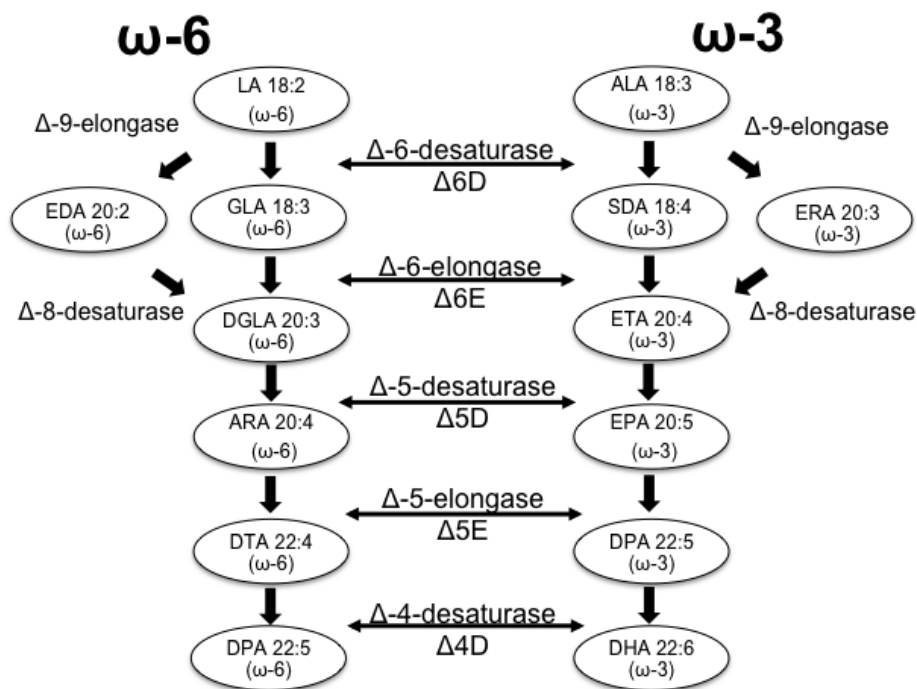 ω-6
ω-3
LA 18:2
(ω-6)
ALA 18:3
(ω-3)
Δ-9-elongase
Δ-9-elongase
Δ-6-desaturase
Δ6D
EDA 20:2
(ω-6)
GLA 18:3
(ω-6)
SDA 18:4
(ω-3)
ERA 20:3
(ω-3)
Δ-6-elongase
Δ6E
Δ-8-desaturase
Δ-8-desaturase
DGLA 20:3
(ω-6)
ETA 20:4
(ω-3)
Δ-5-desaturase
Δ5D
ARA 20:4
(ω-6)
EPA 20:5
(ω-3)
Δ-5-elongase
Δ5E
DTA 22:4
(ω-6)
DPA 22:5
(ω-3)
Δ-4-desaturase
Δ4D
DPA 22:5
(ω-6)
DHA 22:6
(ω-3)